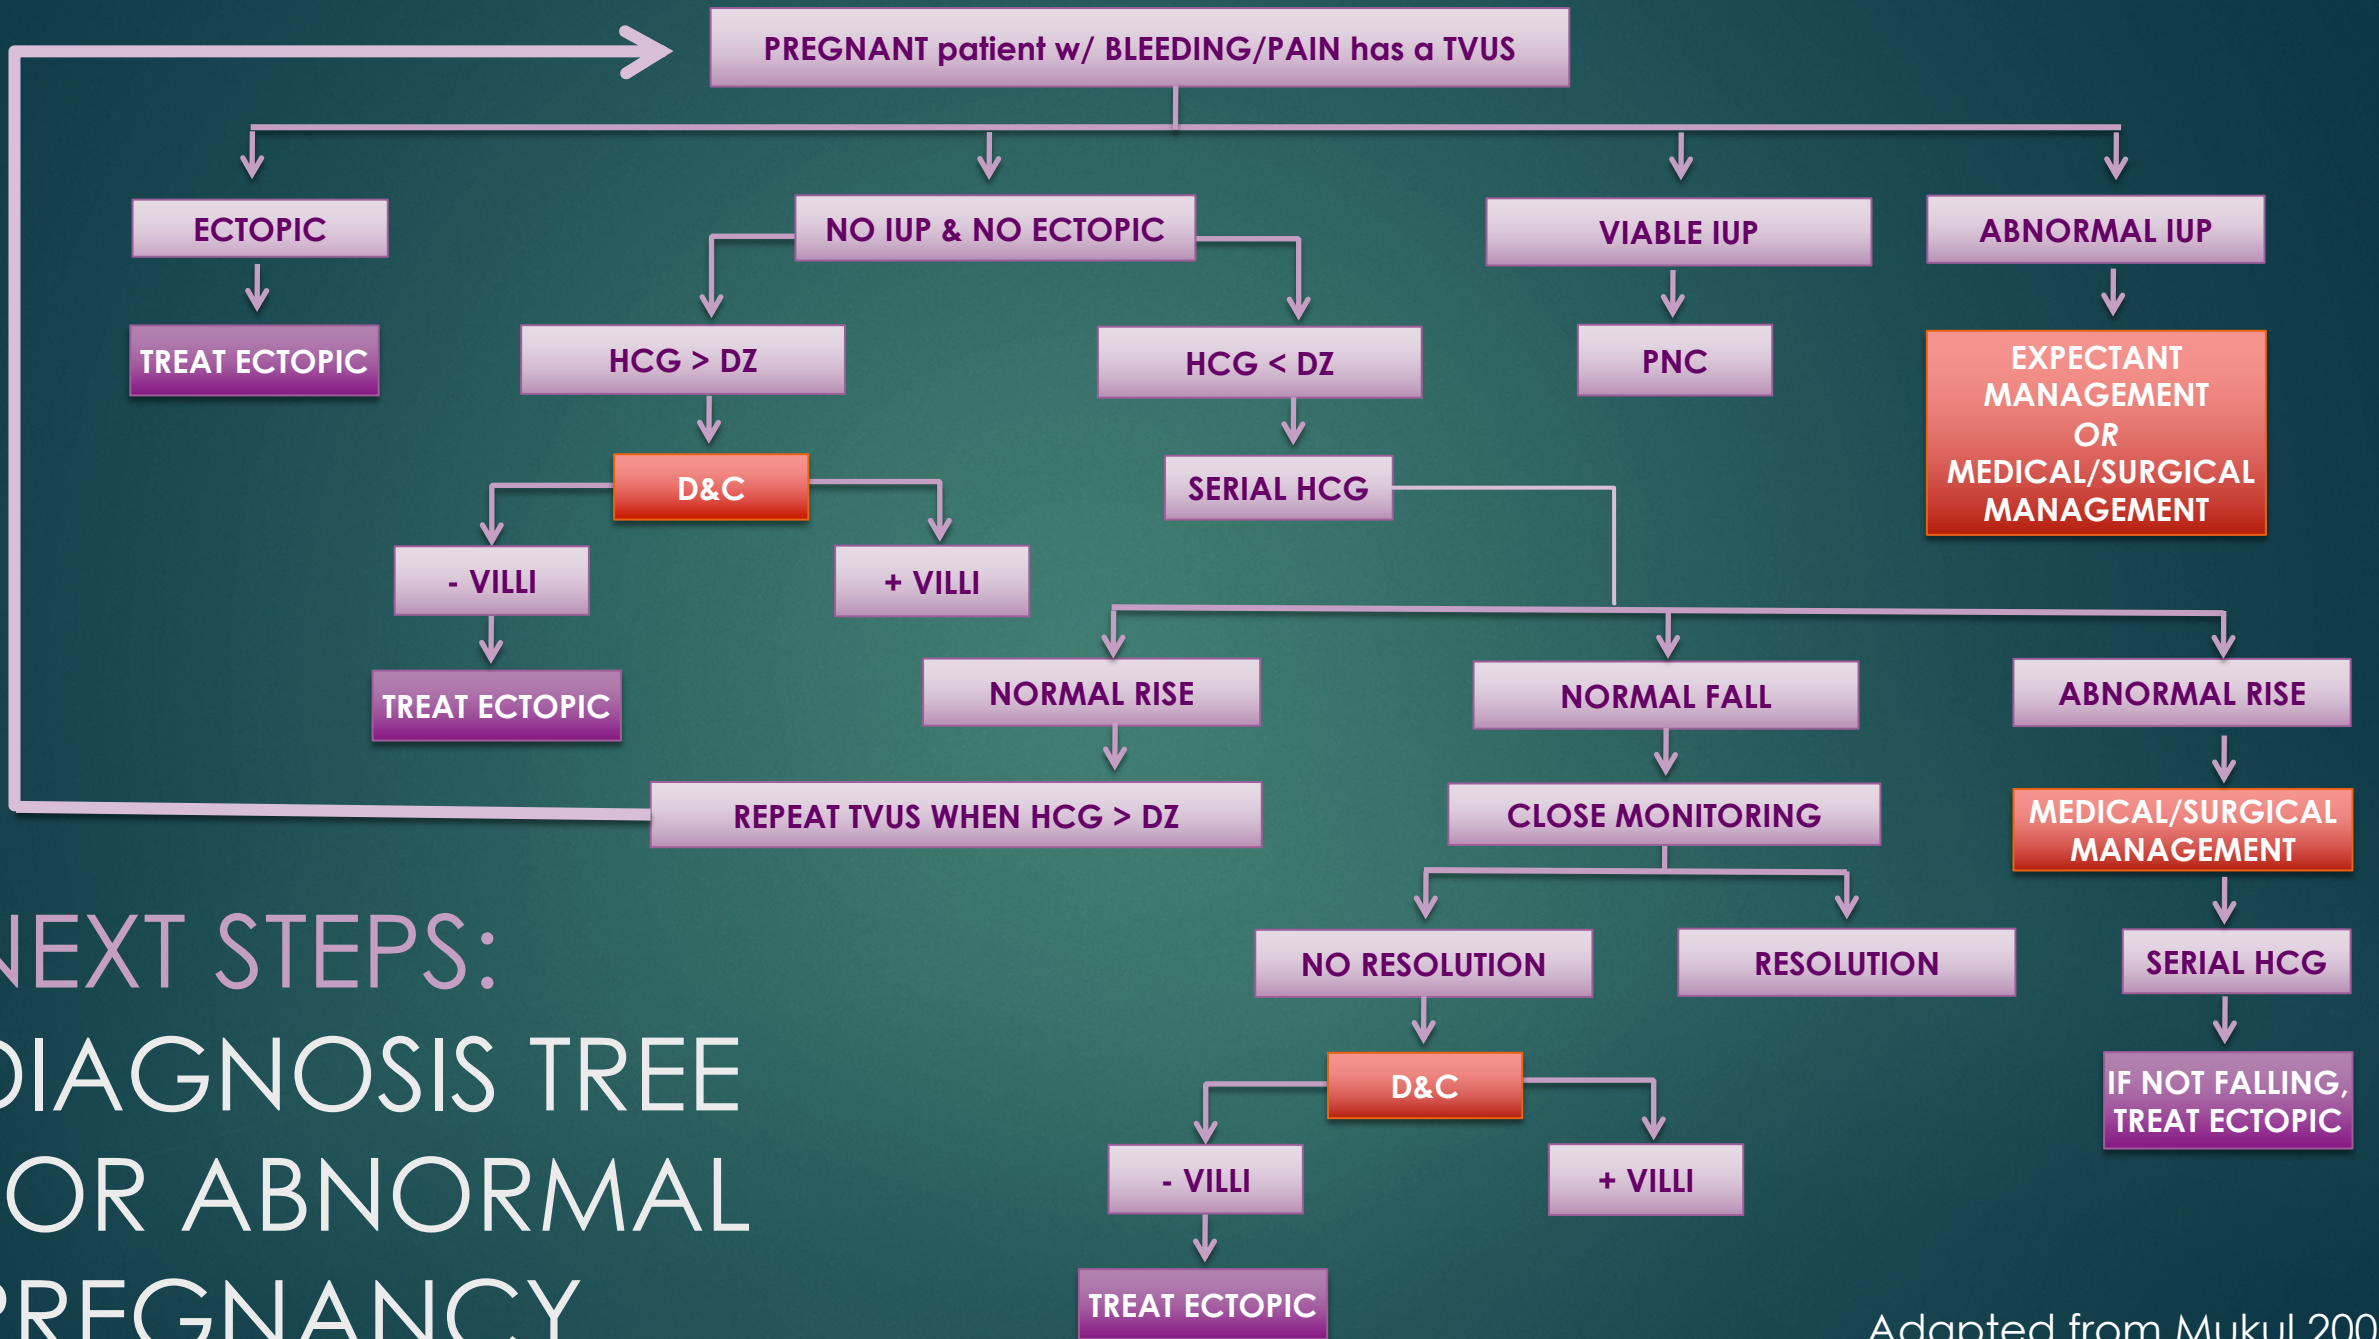 PREGNANT patient w/ BLEEDING/PAIN has a TVUS
ECTOPIC
NO IUP & NO ECTOPIC
VIABLE IUP
ABNORMAL IUP
TREAT ECTOPIC
HCG > DZ
HCG < DZ
PNC
EXPECTANT
MANAGEMENT
OR
MEDICAL/SURGICAL
MANAGEMENT
D&C
SERIAL HCG
- VILLI
+ VILLI
TREAT ECTOPIC
NORMAL RISE
NORMAL FALL
ABNORMAL RISE
REPEAT TVUS WHEN HCG > DZ
CLOSE MONITORING
MEDICAL/SURGICAL
MANAGEMENT
NO RESOLUTION
RESOLUTION
SERIAL HCG
D&C
IF NOT FALLING,
TREAT ECTOPIC
- VILLI
+ VILLI
TREAT ECTOPIC
NEXT STEPS:
DIAGNOSIS TREE
OR ABNORMAL
PREGNANCY
Adapted from Mukul 200